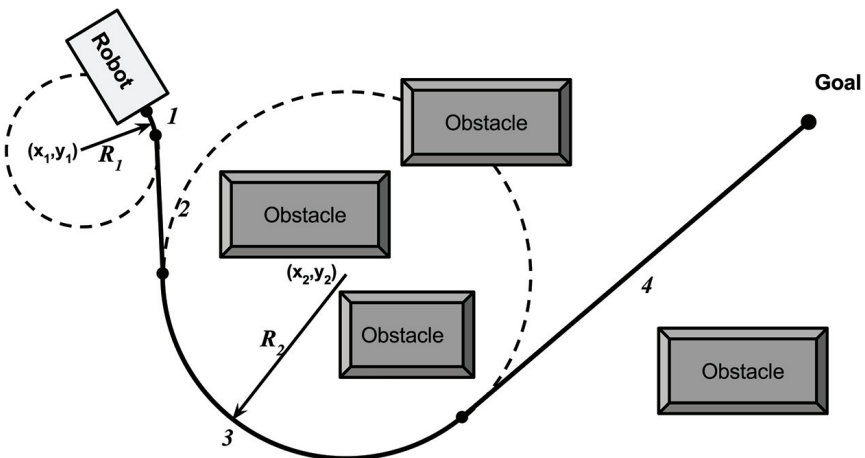 Robot
Goal
1
Obstacle
(x₁,y₁)
R₁
2
Obstacle
(x₂,y₂)
4
R₂
Obstacle
Obstacle
3